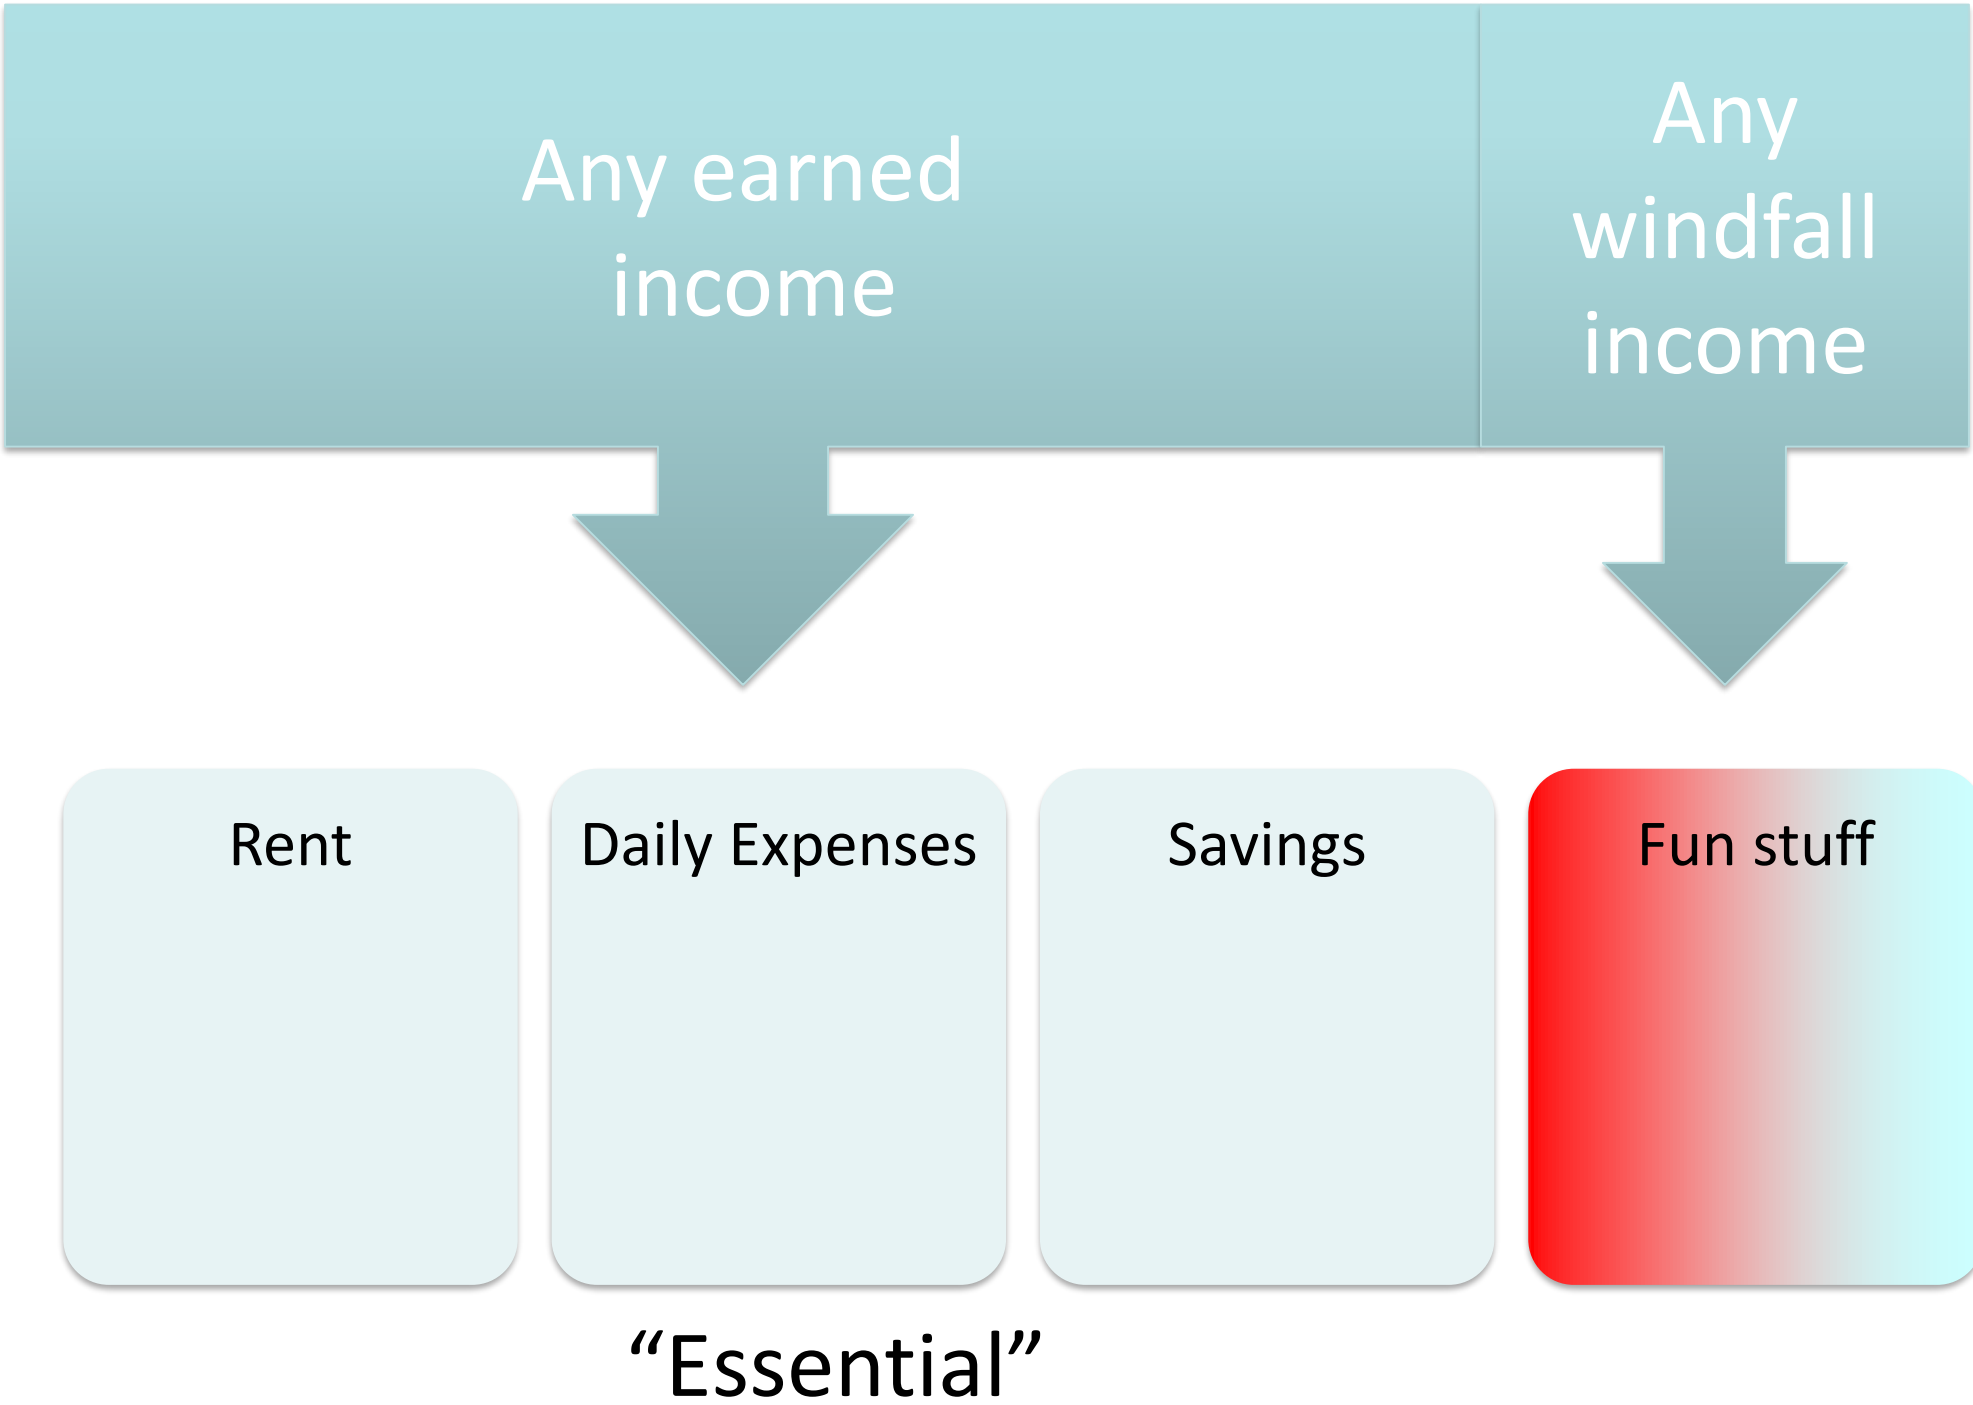 Any earned
income
Any
windfall
income
Rent
Daily Expenses
Savings
Fun stuff
“Essential”